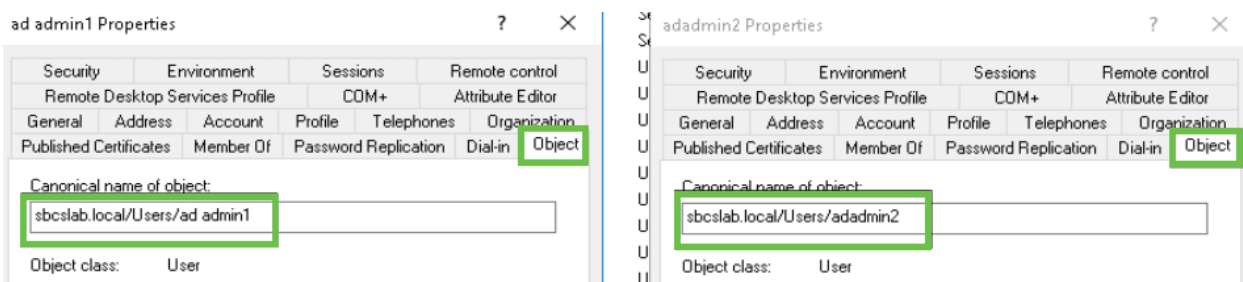 ad admin1 Properties ? ×
Security Environment Sessions Remote control
Remote Desktop Services Profile COM+ Attribute Editor
General Address Account Profile Telephones Organization
Published Certificates Member Of Password Replication Dial-in Object
Canonical name of object:
sbcslab.local/Users/ad admin1
Object class: User
adadmin2 Properties ? ×
Security Environment Sessions Remote control
Remote Desktop Services Profile COM+ Attribute Editor
General Address Account Profile Telephones Organization
Published Certificates Member Of Password Replication Dial-in Object
Canonical name of object:
sbcslab.local/Users/adadmin2
Object class: User